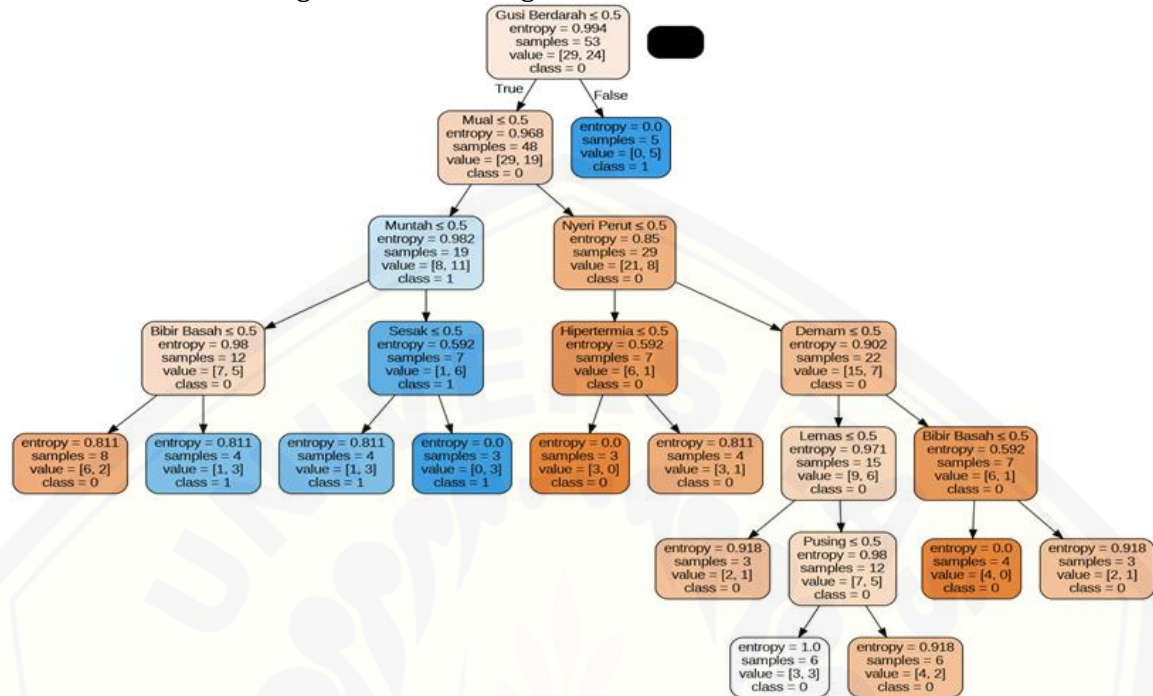 Gusi Berdarah ≤ 0.5
entropy = 0.994
samples = 53
value = [29, 24]
class = 0
True
False
Mual ≤ 0.5
entropy = 0.968
samples = 48
value = [29, 19]
class = 0
entropy = 0.0
samples = 5
value = [0, 5]
class = 1
Muntah ≤ 0.5
entropy = 0.982
samples = 19
value = [8, 11]
class = 1
Nyeri Perut ≤ 0.5
entropy = 0.85
samples = 29
value = [21, 8]
class = 0
Bibir Basah ≤ 0.5
entropy = 0.98
samples = 12
value = [7, 5]
class = 0
Sesak ≤ 0.5
entropy = 0.592
samples = 7
value = [1, 6]
class = 1
Hipertermia ≤ 0.5
entropy = 0.592
samples = 7
value = [6, 1]
class = 0
Demam ≤ 0.5
entropy = 0.902
samples = 22
value = [15, 7]
class = 0
entropy = 0.811
samples = 8
value = [6, 2]
class = 0
entropy = 0.811
samples = 4
value = [1, 3]
class = 1
entropy = 0.811
samples = 4
value = [1, 3]
class = 1
entropy = 0.0
samples = 3
value = [0, 3]
class = 1
entropy = 0.0
samples = 3
value = [3, 0]
class = 0
entropy = 0.811
samples = 4
value = [3, 1]
class = 0
Lemas ≤ 0.5
entropy = 0.971
samples = 15
value = [9, 6]
class = 0
Bibir Basah ≤ 0.5
entropy = 0.592
samples = 7
value = [6, 1]
class = 0
entropy = 0.918
samples = 3
value = [2, 1]
class = 0
Pusing ≤ 0.5
entropy = 0.98
samples = 12
value = [7, 5]
class = 0
entropy = 0.0
samples = 4
value = [4, 0]
class = 0
entropy = 0.918
samples = 3
value = [2, 1]
class = 0
entropy = 1.0
samples = 6
value = [3, 3]
class = 0
entropy = 0.918
samples = 6
value = [4, 2]
class = 0